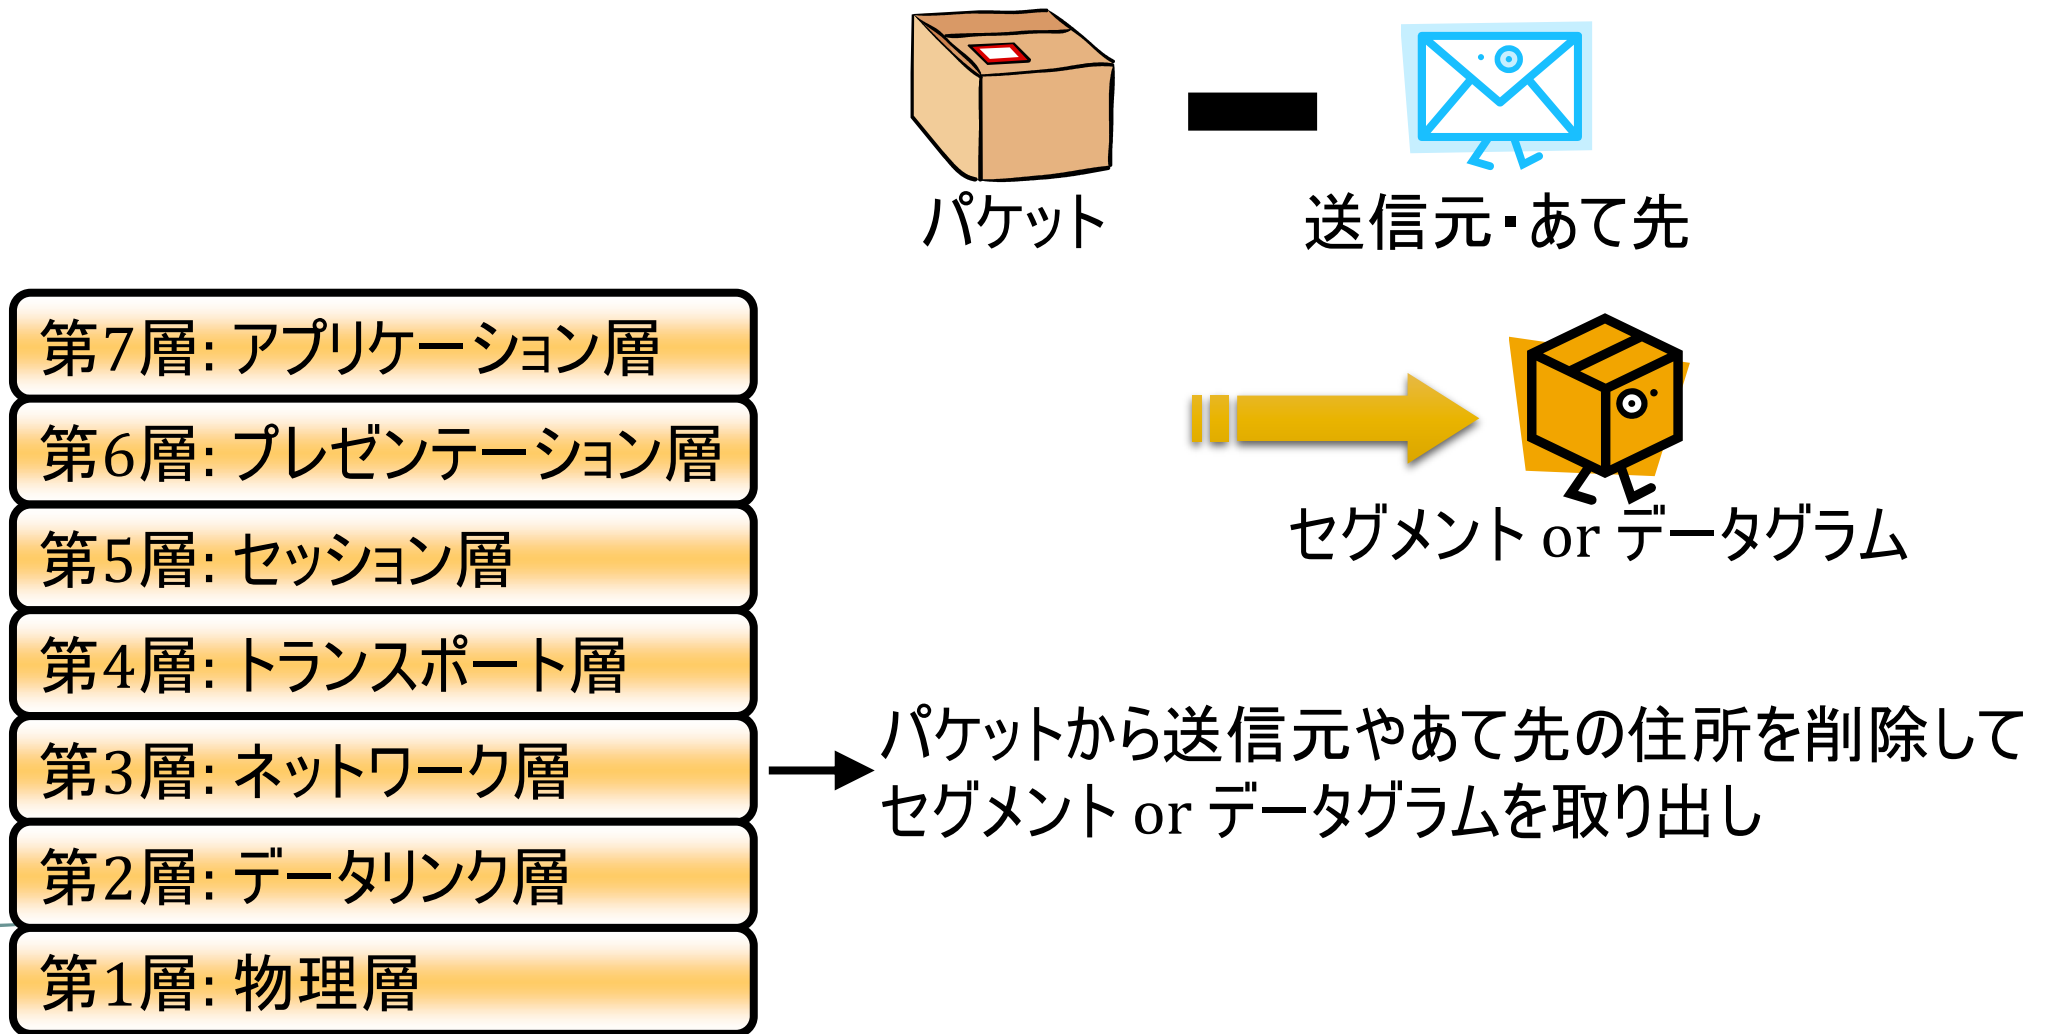 パケット
送信元・あて先
セグメント or データグラム
第7層: アプリケーション層
第6層: プレゼンテーション層
第5層: セッション層
第4層: トランスポート層
第3層: ネットワーク層
第2層: データリンク層
第1層: 物理層
パケットから送信元やあて先の住所を削除して
セグメント or データグラムを取り出し